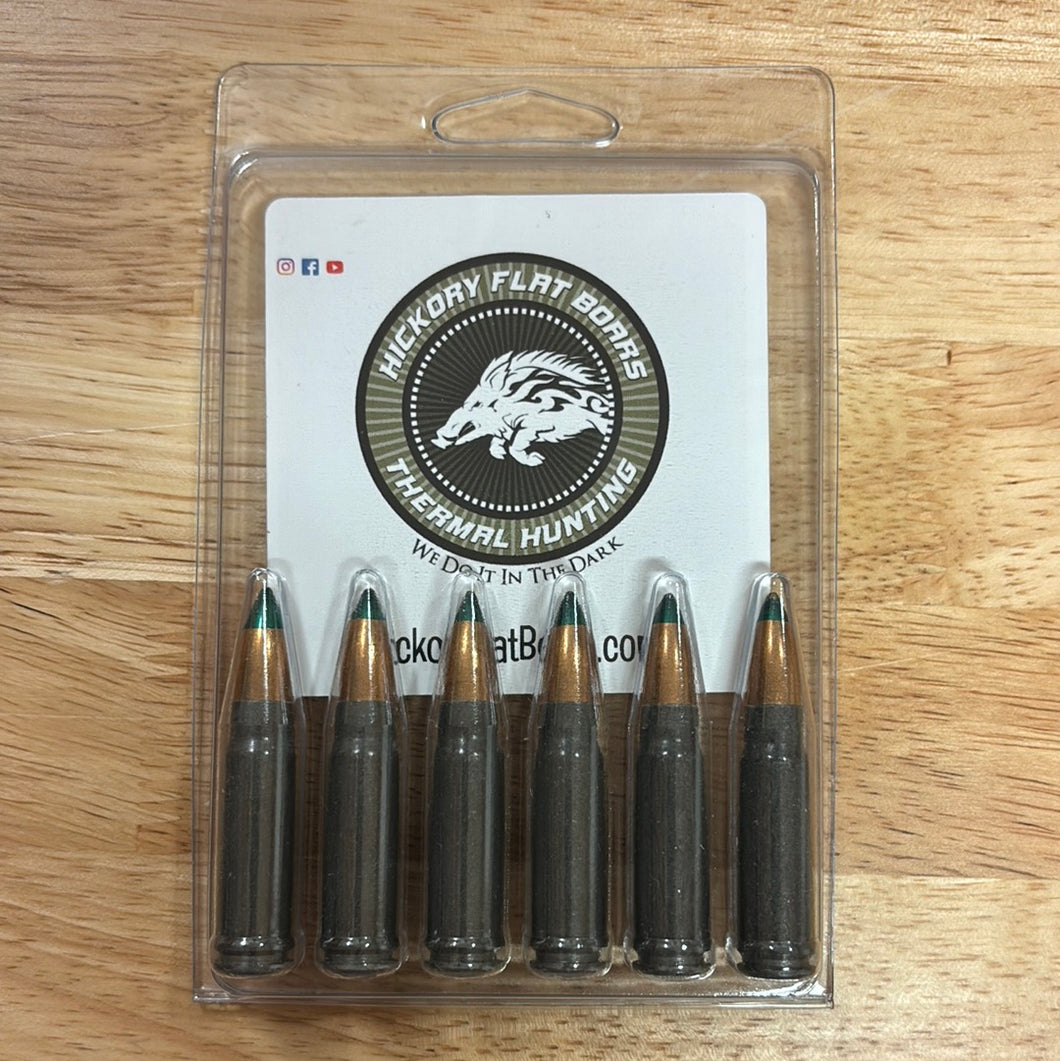 HICKORY FLAT BOARS
THERMAL HUNTING
WE DO IT IN THE DARK